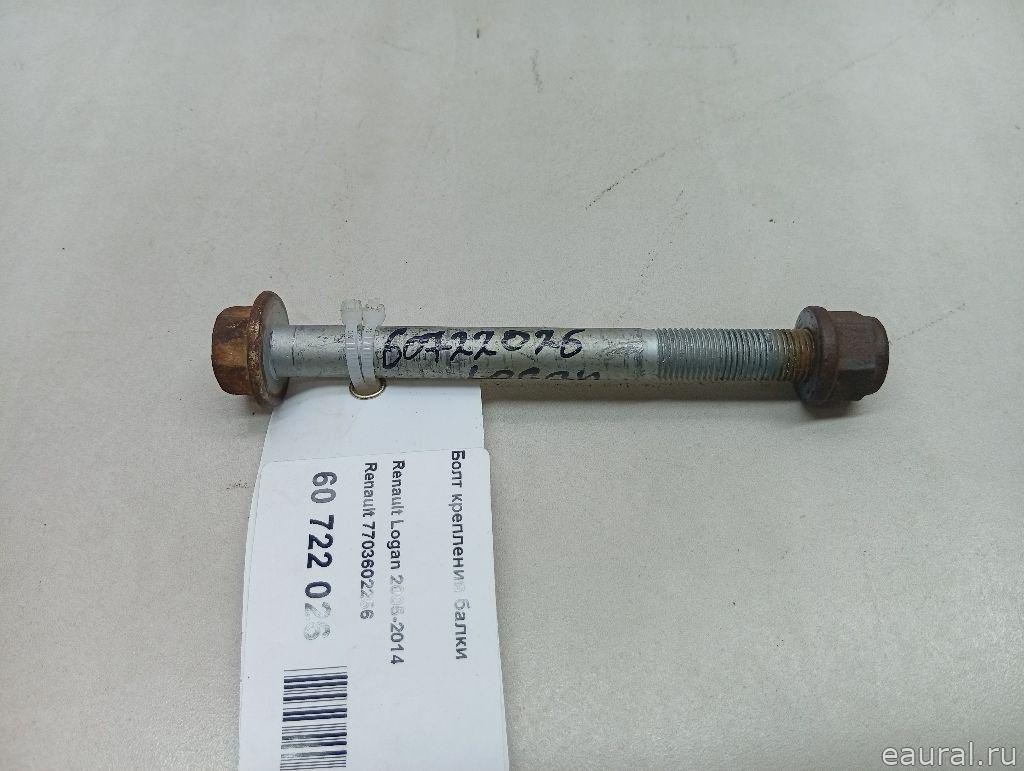 60722026
Logan
Болт крепления балки
Renault Logan 2005-2014
Renault 7703602256
60 722 026
eaural.ru